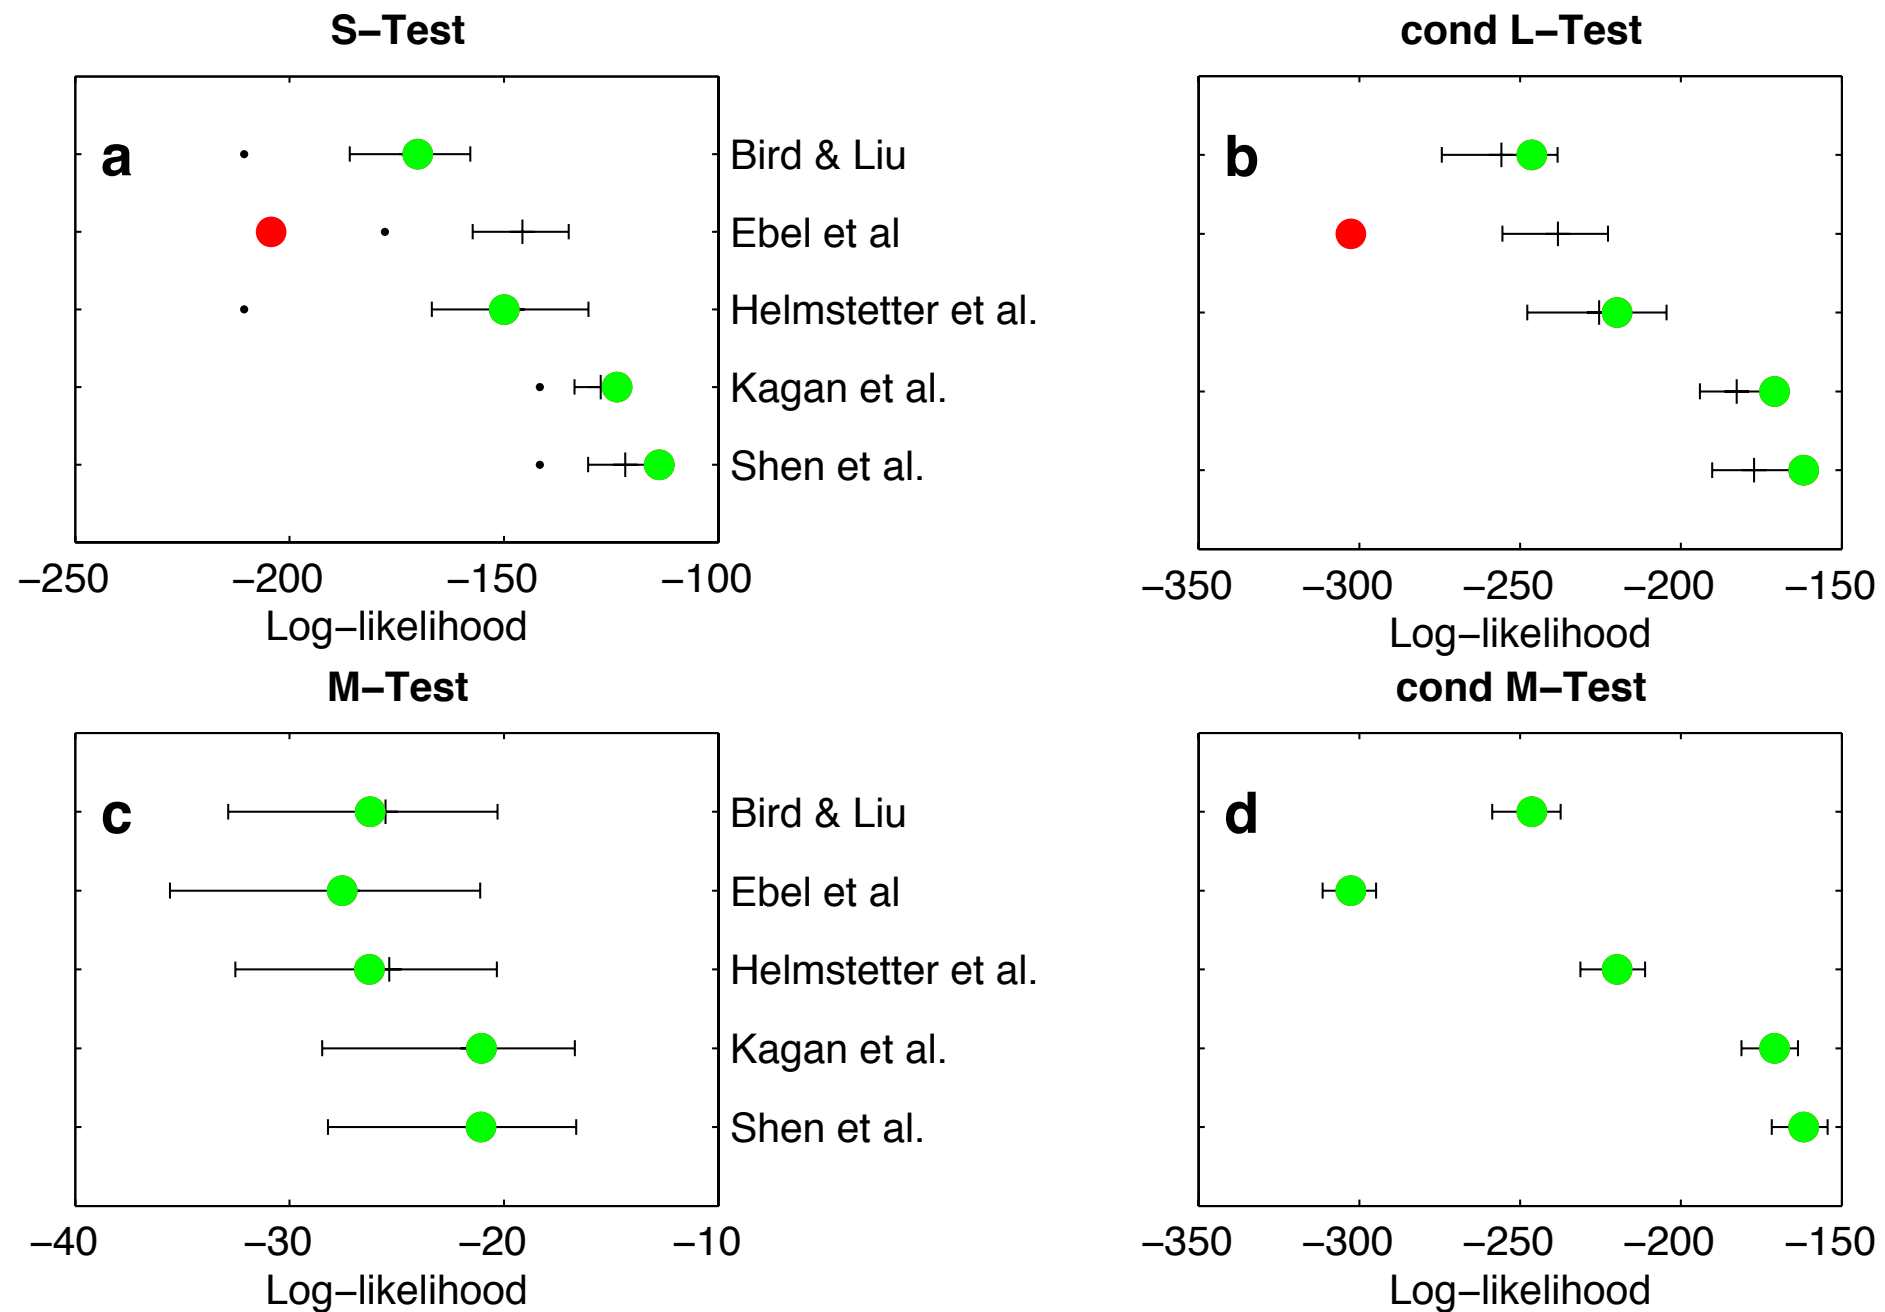 S–Test
a
Bird & Liu
Ebel et al
Helmstetter et al.
Kagan et al.
Shen et al.
−250 −200 −150 −100
Log–likelihood
cond L–Test
b
−350 −300 −250 −200 −150
Log–likelihood
M–Test
c
Bird & Liu
Ebel et al
Helmstetter et al.
Kagan et al.
Shen et al.
−40 −30 −20 −10
Log–likelihood
cond M–Test
d
−350 −300 −250 −200 −150
Log–likelihood